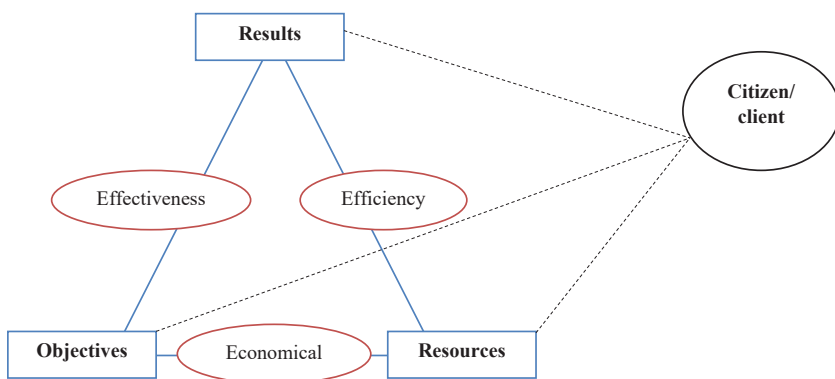 Results
Citizen/
client
Effectiveness
Efficiency
Objectives
Economical
Resources